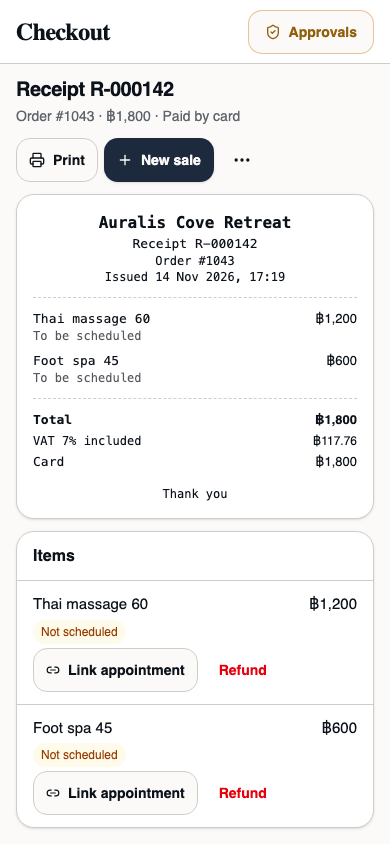 Checkout
Approvals
Receipt R-000142
Order #1043 · ฿1,800 · Paid by card
Print
New sale
Auralis Cove Retreat
Receipt R-000142
Order #1043
Issued 14 Nov 2026, 17:19
Thai massage 60 ฿1,200
To be scheduled
Foot spa 45 ฿600
To be scheduled
Total ฿1,800
VAT 7% included ฿117.76
Card ฿1,800
Thank you
Items
Thai massage 60 ฿1,200
Not scheduled
Link appointment Refund
Foot spa 45 ฿600
Not scheduled
Link appointment Refund